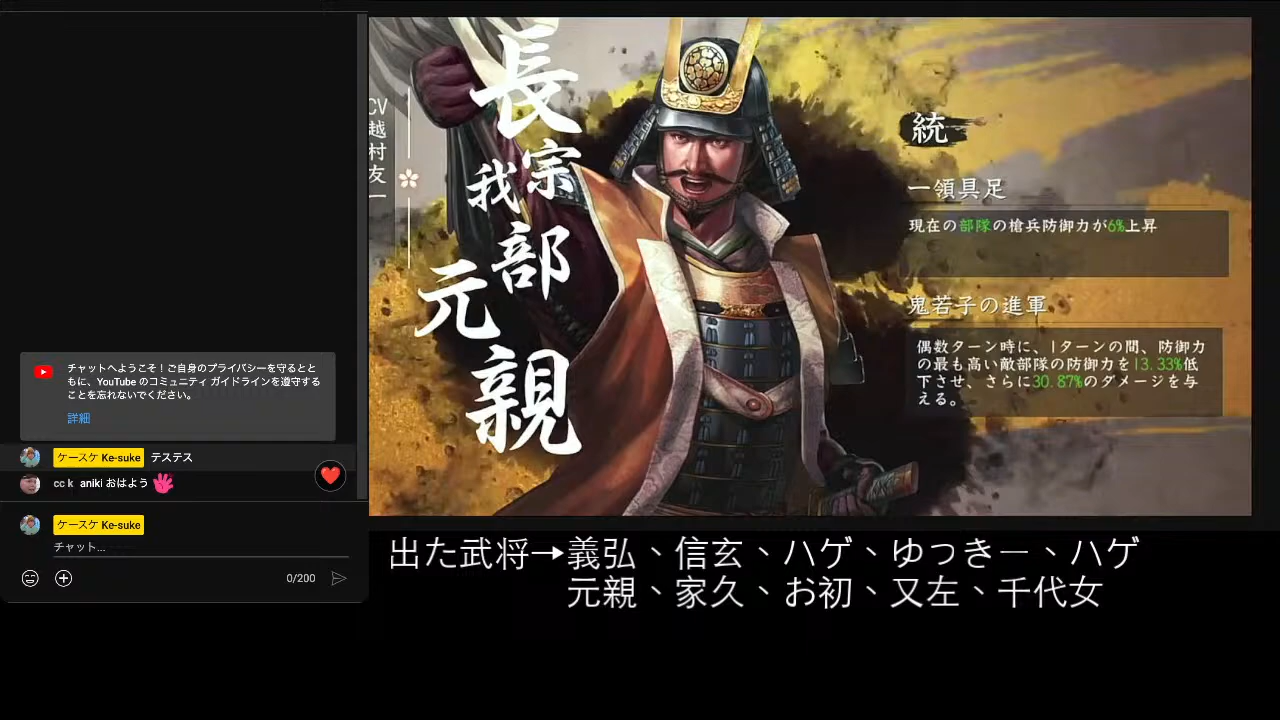 チャットへようこそ！ご自身のプライバシーを守るとと
もに、YouTube のコミュニティ ガイドラインを遵守する
ことを忘れないでください。
詳細
ケースケ Ke-suke テステス
cc k aniki おはよう
ケースケ Ke-suke
チャット...
0/200
CV 越村友一
長宗我部元親
統
一領具足
現在の部隊の槍兵防御力が6%上昇
鬼若子の進軍
偶数ターン時に、1ターンの間、防御力
の最も高い敵部隊の防御力を13.33%低
下させ、さらに30.87%のダメージを与
える。
出た武将→義弘、信玄、ハゲ、ゆっきー、ハゲ
元親、家久、お初、又左、千代女